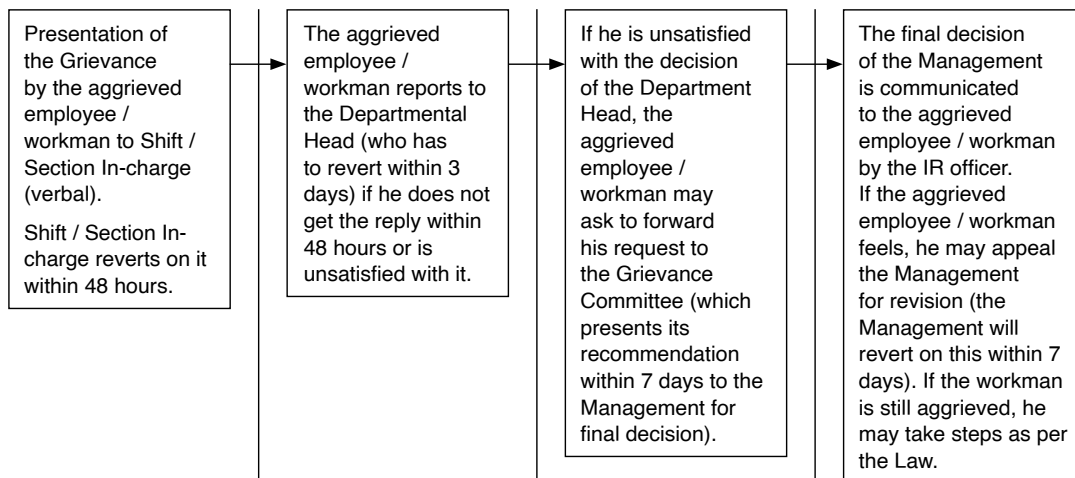 Presentation of
the Grievance
by the aggrieved
employee /
workman to Shift /
Section In-charge
(verbal).
Shift / Section In-
charge reverts on it
within 48 hours.
The aggrieved
employee /
workman reports to
the Departmental
Head (who has
to revert within 3
days) if he does not
get the reply within
48 hours or is
unsatisfied with it.
If he is unsatisfied
with the decision
of the Department
Head, the
aggrieved
employee /
workman may
ask to forward
his request to
the Grievance
Committee (which
presents its
recommendation
within 7 days to the
Management for
final decision).
The final decision
of the Management
is communicated
to the aggrieved
employee / workman
by the IR officer.
If the aggrieved
employee / workman
feels, he may appeal
the Management
for revision (the
Management will
revert on this within 7
days). If the workman
is still aggrieved, he
may take steps as per
the Law.